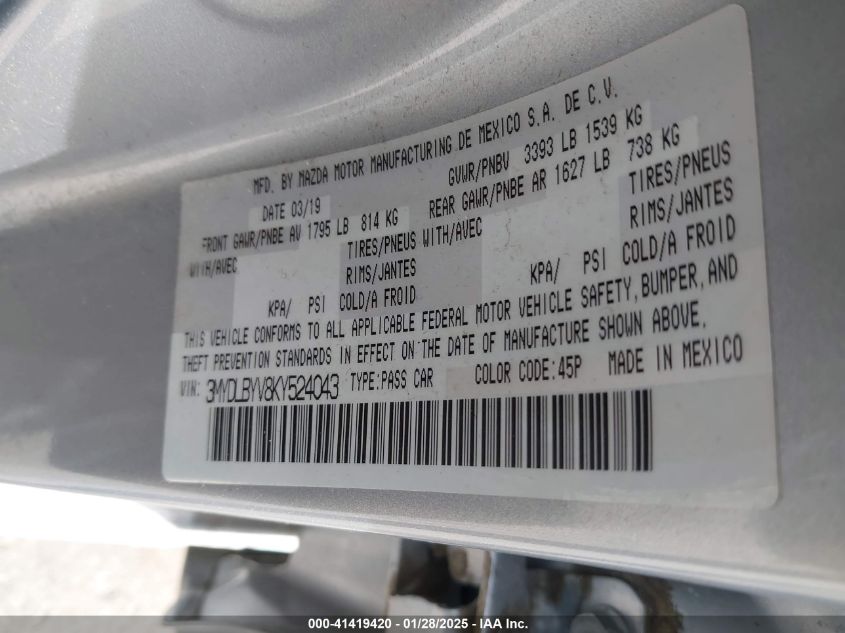 MFD. BY MAZDA MOTOR MANUFACTURING DE MEXICO S.A. DE C.V.
DATE 03/19 GVWR/PNBV 3393 LB 1539 KG
FRONT GAWR/PNBE AV 1795 LB 814 KG REAR GAWR/PNBE AR 1627 LB 738 KG
WITH/AVEC TIRES/PNEUS WITH/AVEC TIRES/PNEUS
RIMS/JANTES RIMS/JANTES
KPA/ PSI COLD/A FROID KPA/ PSI COLD/A FROID
THIS VEHICLE CONFORMS TO ALL APPLICABLE FEDERAL MOTOR VEHICLE SAFETY, BUMPER, AND
THEFT PREVENTION STANDARDS IN EFFECT ON THE DATE OF MANUFACTURE SHOWN ABOVE.
VIN: 3MYDLBYV8KY524043 TYPE:PASS CAR COLOR CODE:45P MADE IN MEXICO
000-41419420 - 01/28/2025 - IAA Inc.